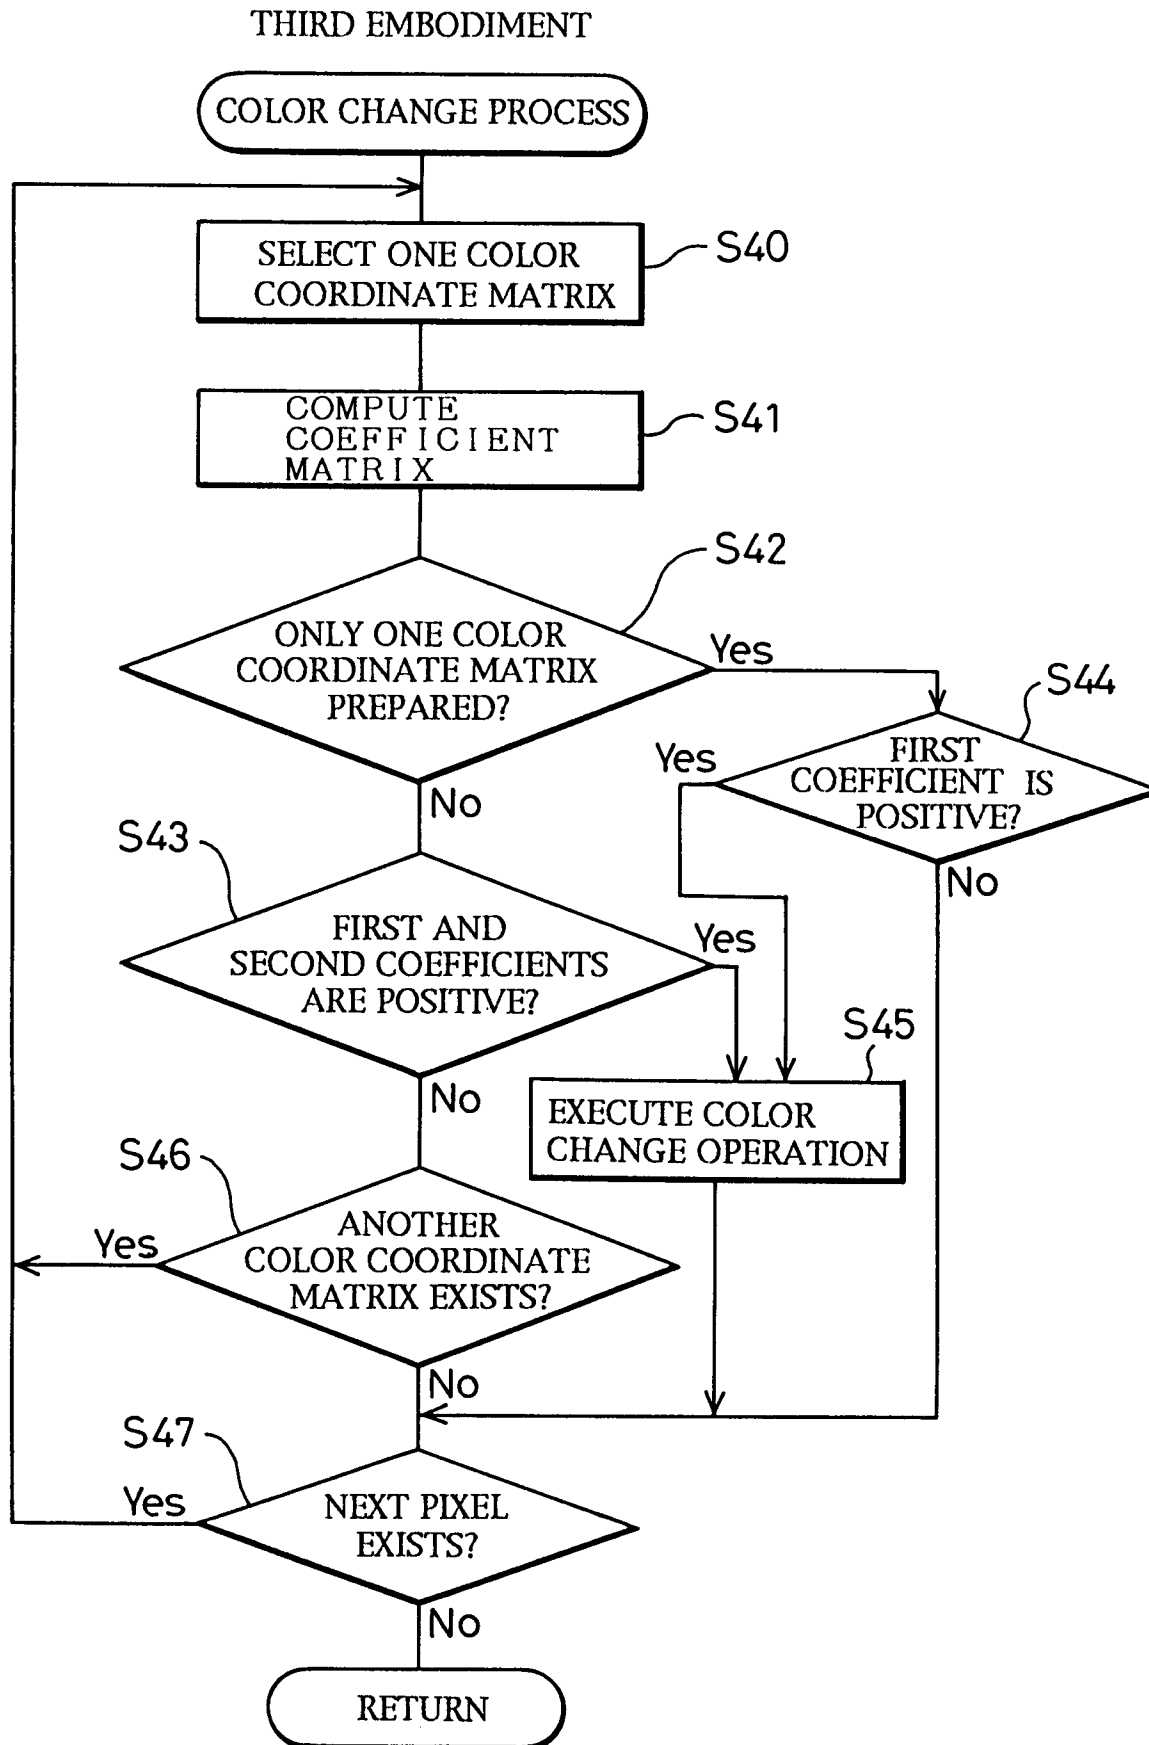 THIRD EMBODIMENT
COLOR CHANGE PROCESS
SELECT ONE COLOR
COORDINATE MATRIX
S40
COMPUTE
COEFFICIENT
MATRIX
S41
S42
ONLY ONE COLOR
COORDINATE MATRIX
PREPARED?
Yes
No
S44
FIRST
COEFFICIENT IS
POSITIVE?
Yes
No
S43
FIRST AND
SECOND COEFFICIENTS
ARE POSITIVE?
Yes
No
S45
EXECUTE COLOR
CHANGE OPERATION
S46
ANOTHER
COLOR COORDINATE
MATRIX EXISTS?
Yes
No
S47
NEXT PIXEL
EXISTS?
Yes
No
RETURN